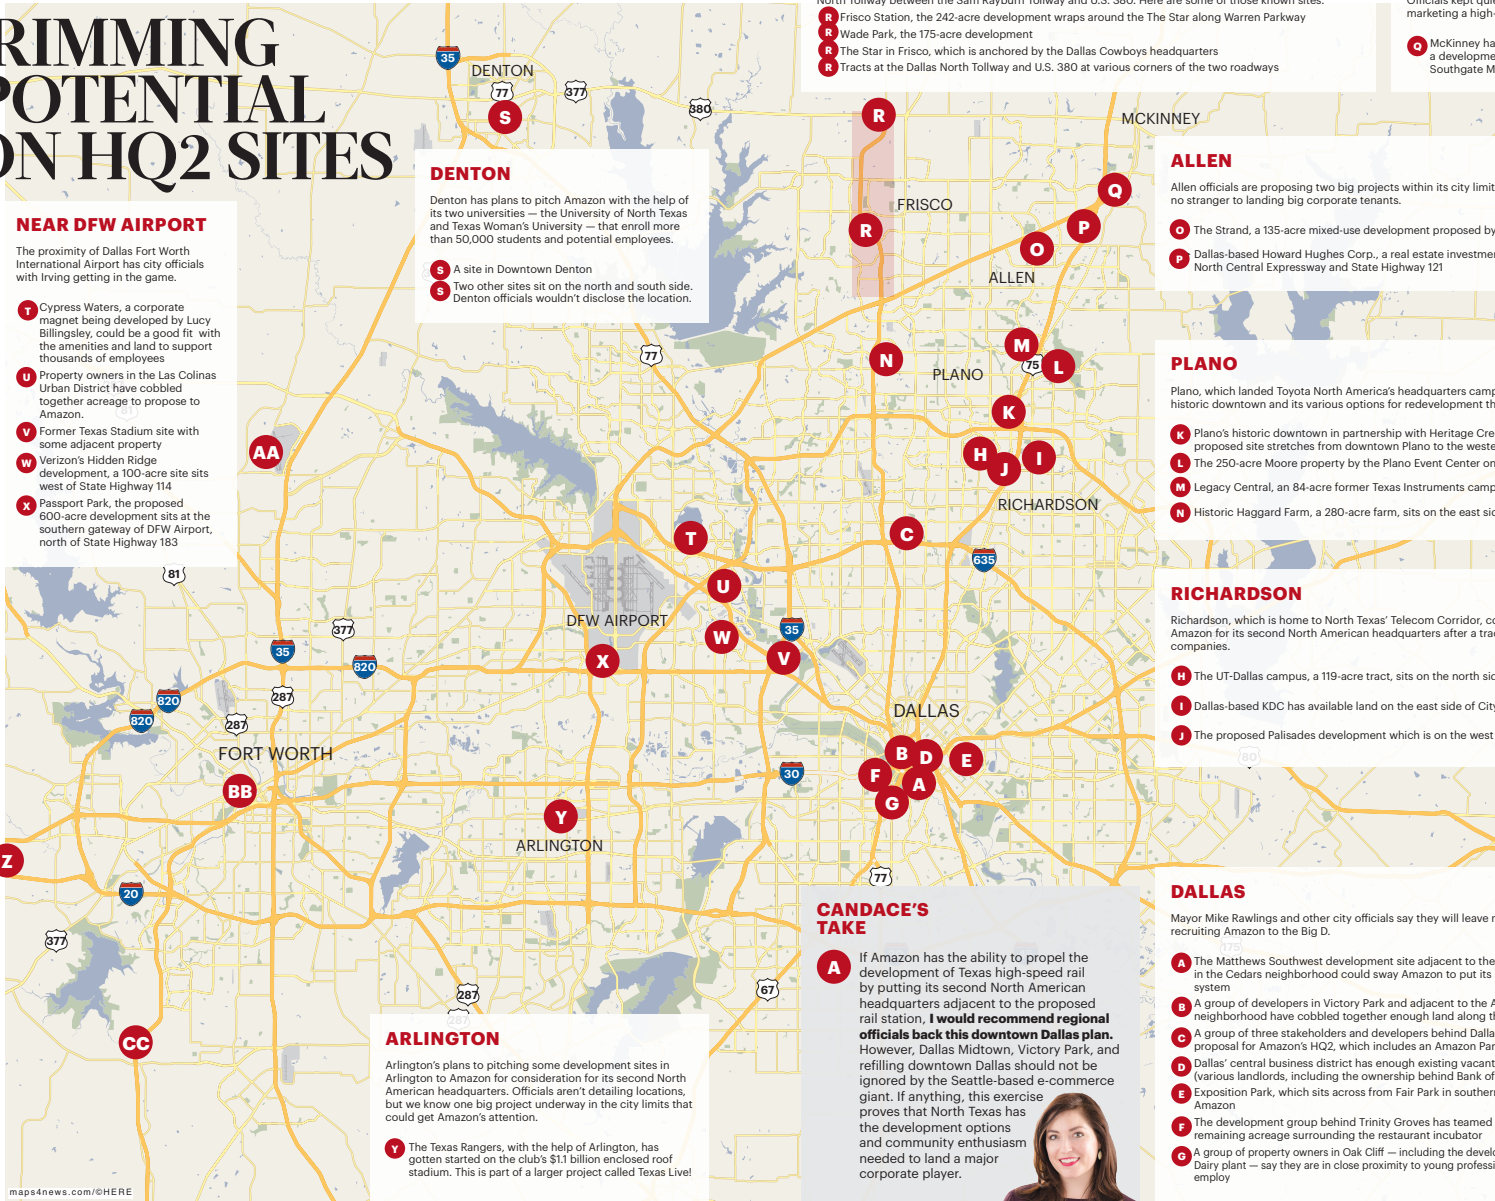 RIMMING
POTENTIAL
ON HQ2 SITES
NEAR DFW AIRPORT
The proximity of Dallas Fort Worth
International Airport has city officials
with Irving getting in the game.
T Cypress Waters, a corporate
magnet being developed by Lucy
Billingsley, could be a good fit with
the amenities and land to support
thousands of employees
U Property owners in the Las Colinas
Urban District have cobbled
together acreage to propose to
Amazon.
V Former Texas Stadium site with
some adjacent property
W Verizon's Hidden Ridge
development, a 100-acre site sits
west of State Highway 114
X Passport Park, the proposed
600-acre development sits at the
southern gateway of DFW Airport,
north of State Highway 183
DENTON
Denton has plans to pitch Amazon with the help of
its two universities — the University of North Texas
and Texas Woman's University — that enroll more
than 50,000 students and potential employees.
S A site in Downtown Denton
S Two other sites sit on the north and south side.
Denton officials wouldn't disclose the location.
North Tollway between the Sam Rayburn Tollway and U.S. 380. Here are some of those known sites.
R Frisco Station, the 242-acre development wraps around the The Star along Warren Parkway
R Wade Park, the 175-acre development
R The Star in Frisco, which is anchored by the Dallas Cowboys headquarters
R Tracts at the Dallas North Tollway and U.S. 380 at various corners of the two roadways
Officials kept
marketing a high-
Q McKinney ha
a developme
Southgate M
ALLEN
Allen officials are proposing two big projects within its city limit
no stranger to landing big corporate tenants.
O The Strand, a 135-acre mixed-use development proposed by
P Dallas-based Howard Hughes Corp., a real estate investme
North Central Expressway and State Highway 121
PLANO
Plano, which landed Toyota North America's headquarters camp
historic downtown and its various options for redevelopment th
K Plano's historic downtown in partnership with Heritage Cre
proposed site stretches from downtown Plano to the weste
L The 250-acre Moore property by the Plano Event Center on
M Legacy Central, an 84-acre former Texas Instruments camp
N Historic Haggard Farm, a 280-acre farm, sits on the east sid
RICHARDSON
Richardson, which is home to North Texas' Telecom Corridor, co
Amazon for its second North American headquarters after a tra
companies.
H The UT-Dallas campus, a 119-acre tract, sits on the north sid
I Dallas-based KDC has available land on the east side of City
J The proposed Palisades development which is on the west
80
DALLAS
Mayor Mike Rawlings and other city officials say they will leave n
recruiting Amazon to the Big D.
175
A The Matthews Southwest development site adjacent to the
in the Cedars neighborhood could sway Amazon to put its
system
B A group of developers in Victory Park and adjacent to the A
neighborhood have cobbled together enough land along th
C A group of three stakeholders and developers behind Dalla
proposal for Amazon's HQ2, which includes an Amazon Par
D Dallas' central business district has enough existing vacant
(various landlords, including the ownership behind Bank of
E Exposition Park, which sits across from Fair Park in southern
Amazon
F The development group behind Trinity Groves has teamed
remaining acreage surrounding the restaurant incubator
G A group of property owners in Oak Cliff — including the develo
Dairy plant — say they are in close proximity to young professi
employ
CANDACE'S
TAKE
A If Amazon has the ability to propel the
development of Texas high-speed rail
by putting its second North American
headquarters adjacent to the proposed
rail station, I would recommend regional
officials back this downtown Dallas plan.
However, Dallas Midtown, Victory Park, and
refilling downtown Dallas should not be
ignored by the Seattle-based e-commerce
giant. If anything, this exercise
proves that North Texas has
the development options
and community enthusiasm
needed to land a major
corporate player.
ARLINGTON
Arlington's plans to pitching some development sites in
Arlington to Amazon for consideration for its second North
American headquarters. Officials aren't detailing locations,
but we know one big project underway in the city limits that
could get Amazon's attention.
Y The Texas Rangers, with the help of Arlington, has
gotten started on the club's $1.1 billion enclosed roof
stadium. This is part of a larger project called Texas Live!
35
DENTON
77
377
380
S
R
MCKINNEY
Q
FRISCO
P
R
O
ALLEN
77
N
M
75
L
PLANO
K
81
AA
H
J
I
RICHARDSON
T
C
635
81
U
DFW AIRPORT
377
W
35
V
X
35
820
820
287
820
287
DALLAS
FORT WORTH
B
D
E
F
A
G
30
BB
Y
ARLINGTON
Z
77
20
377
287
287
67
CC
maps4news.com/©HERE